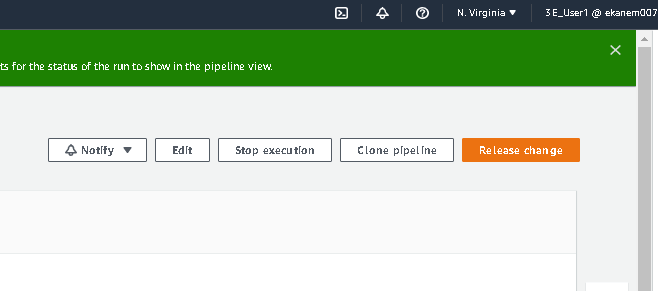 N. Virginia ▼ 3E_User1 @ ekanem007
ts for the status of the run to show in the pipeline view.
Notify ▼ Edit Stop execution Clone pipeline Release change